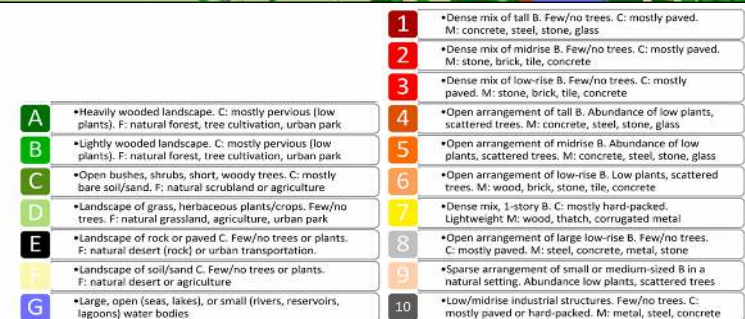 1
•Dense mix of tall B. Few/no trees. C: mostly paved.
M: concrete, steel, stone, glass
2
•Dense mix of midrise B. Few/no trees. C: mostly paved.
M: stone, brick, tile, concrete
3
•Dense mix of low-rise B. Few/no trees. C: mostly
paved. M: stone, brick, tile, concrete
A
•Heavily wooded landscape. C: mostly pervious (low
plants). F: natural forest, tree cultivation, urban park
4
•Open arrangement of tall B. Abundance of low plants,
scattered trees. M: concrete, steel, stone, glass
B
•Lightly wooded landscape. C: mostly pervious (low
plants). F: natural forest, tree cultivation, urban park
5
•Open arrangement of midrise B. Abundance of low
plants, scattered trees. M: concrete, steel, stone, glass
C
•Open bushes, shrubs, short, woody trees. C: mostly
bare soil/sand. F: natural scrubland or agriculture
6
•Open arrangement of low-rise B. Low plants, scattered
trees. M: wood, brick, stone, tile, concrete
D
•Landscape of grass, herbaceous plants/crops. Few/no
trees. F: natural grassland, agriculture, urban park
7
•Dense mix, 1-story B. C: mostly hard-packed.
Lightweight M: wood, thatch, corrugated metal
E
•Landscape of rock or paved C. Few/no trees or plants.
F: natural desert (rock) or urban transportation.
8
•Open arrangement of large low-rise B. Few/no trees.
C: mostly paved. M: steel, concrete, metal, stone
F
•Landscape of soil/sand C. Few/no trees or plants.
F: natural desert or agriculture
9
•Sparse arrangement of small or medium-sized B in a
natural setting. Abundance low plants, scattered trees
G
•Large, open (seas, lakes), or small (rivers, reservoirs,
lagoons) water bodies
10
•Low/midrise industrial structures. Few/no trees. C:
mostly paved or hard-packed. M: metal, steel, concrete